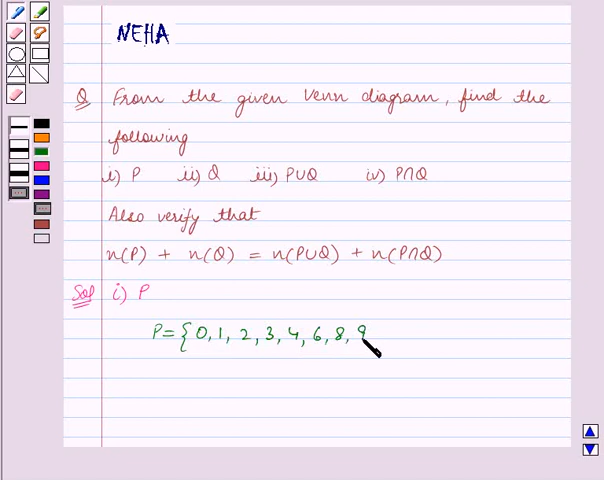 NEHA
Q From the given Venn diagram, find the
following
i) P ii) Q iii) P∪Q iv) P∩Q
Also verify that
n(P) + n(Q) = n(P∪Q) + n(P∩Q)
Sol i) P
P={0,1, 2, 3, 4, 6, 8, 9